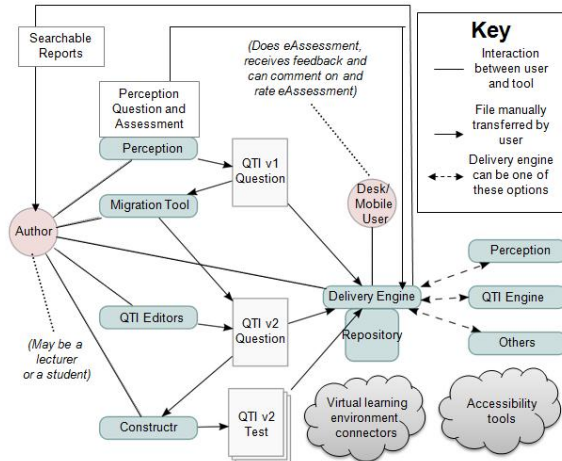 Searchable
Reports
Perception
Question and
Assessment
Perception
(Does eAssessment,
receives feedback and
can comment on and
rate eAssessment)
Key
Interaction
between user
and tool
File manually
transferred by
user
Delivery engine
can be one of
these options
QTI v1
Question
Migration Tool
Desk/
Mobile
User
Author
Perception
Delivery Engine
QTI Engine
QTI Editors
QTI v2
Question
Repository
Others
(May be a
lecturer
or a student)
Constructr
QTI v2
Test
Virtual learning
environment
connectors
Accessibility
tools